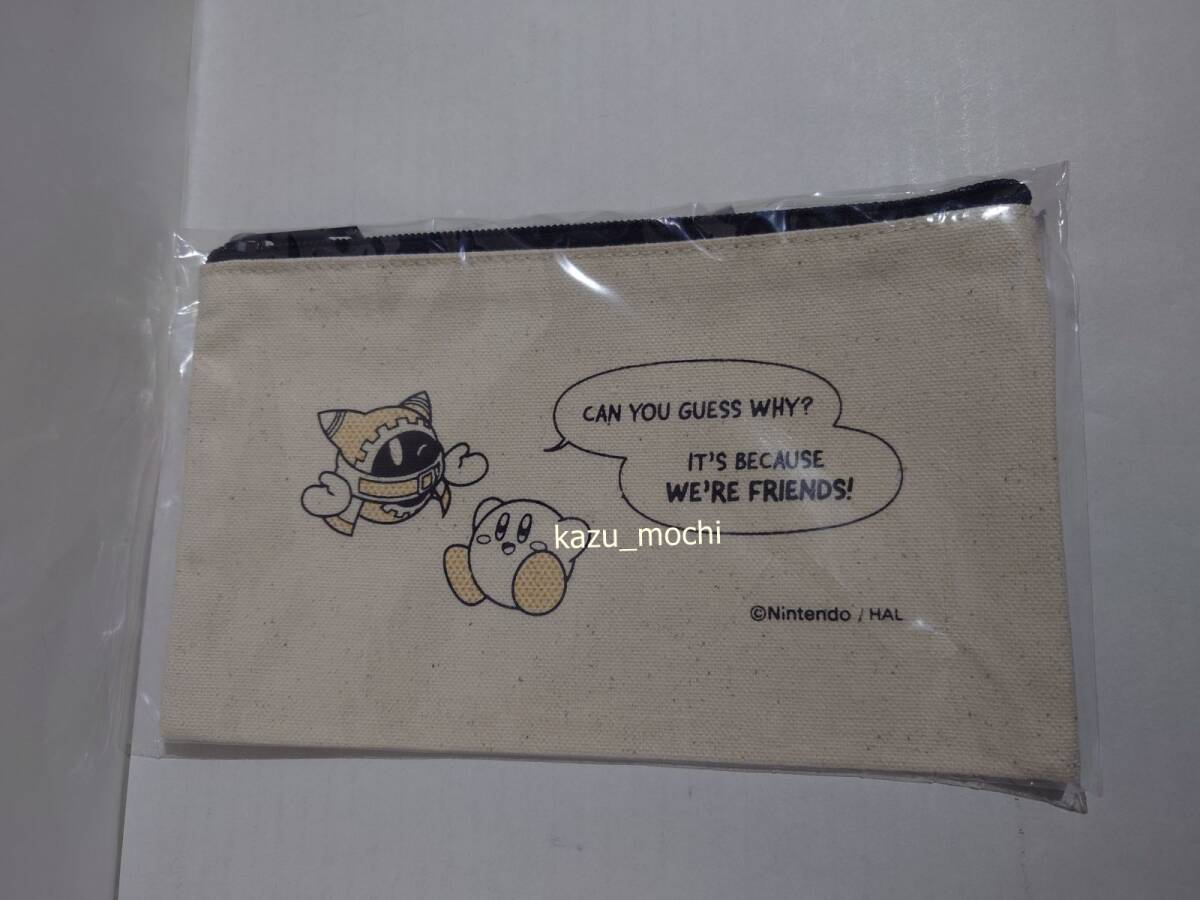 CAN YOU GUESS WHY?
IT'S BECAUSE
WE'RE FRIENDS!
kazu_mochi
©Nintendo / HAL